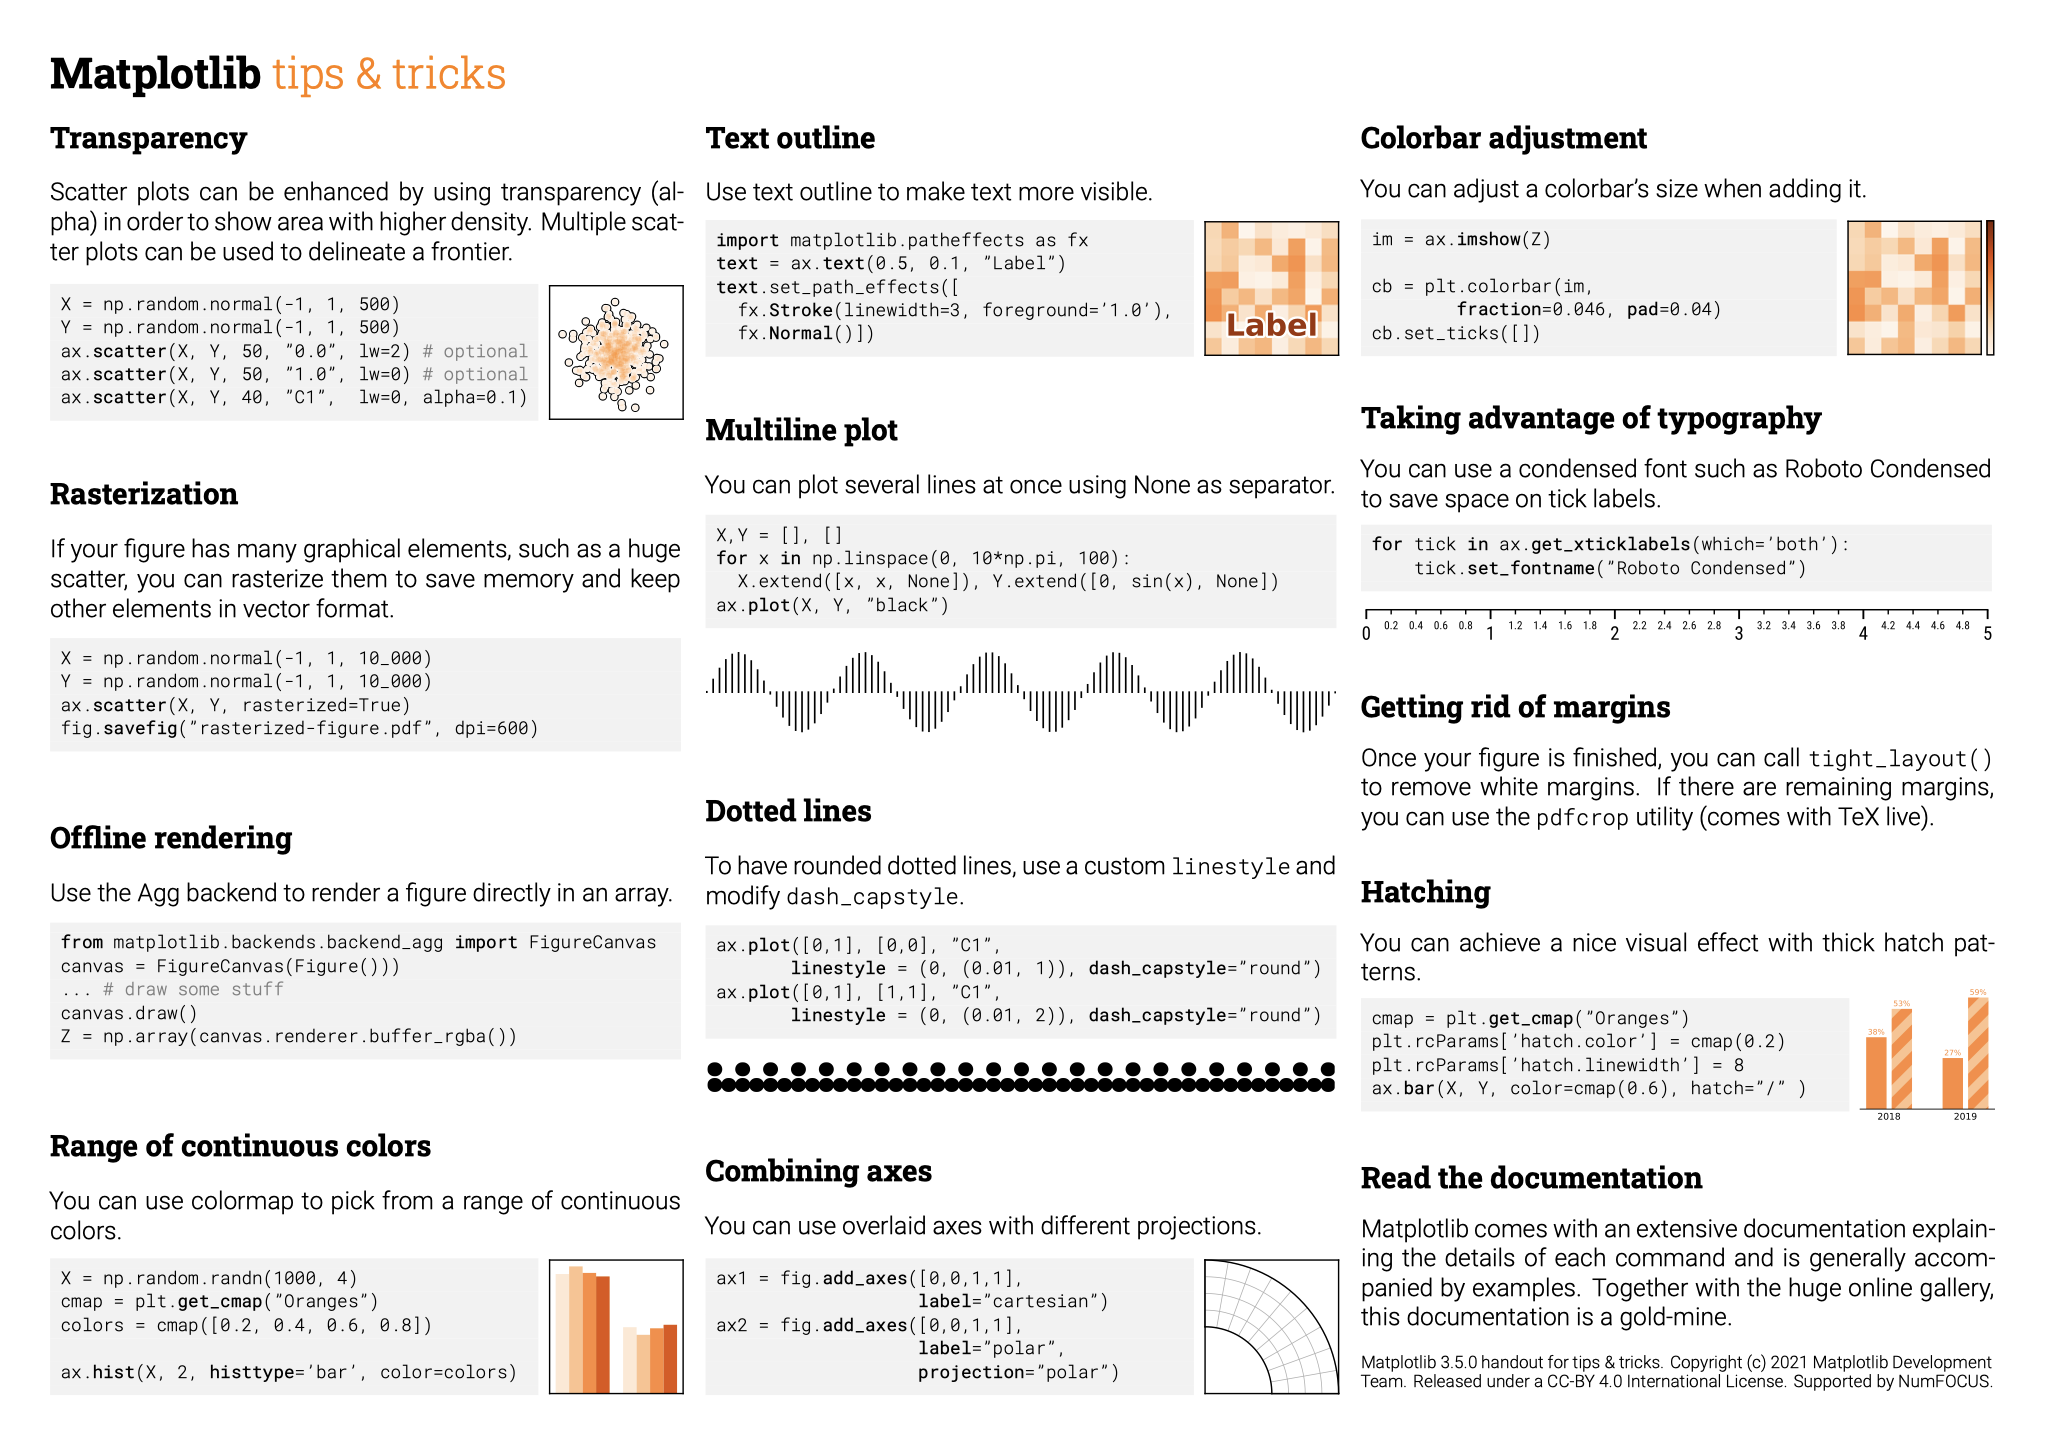 Matplotlib tips & tricks
Transparency
Scatter plots can be enhanced by using transparency (al-
pha) in order to show area with higher density. Multiple scat-
ter plots can be used to delineate a frontier.
X = np.random.normal(-1, 1, 500)
Y = np.random.normal(-1, 1, 500)
ax.scatter(X, Y, 50, "0.0", lw=2) # optional
ax.scatter(X, Y, 50, "1.0", lw=0) # optional
ax.scatter(X, Y, 40, "C1",  lw=0, alpha=0.1)
Rasterization
If your figure has many graphical elements, such as a huge
scatter, you can rasterize them to save memory and keep
other elements in vector format.
X = np.random.normal(-1, 1, 10_000)
Y = np.random.normal(-1, 1, 10_000)
ax.scatter(X, Y, rasterized=True)
fig.savefig("rasterized-figure.pdf", dpi=600)
Offline rendering
Use the Agg backend to render a figure directly in an array.
from matplotlib.backends.backend_agg import FigureCanvas
canvas = FigureCanvas(Figure()))
... # draw some stuff
canvas.draw()
Z = np.array(canvas.renderer.buffer_rgba())
Range of continuous colors
You can use colormap to pick from a range of continuous
colors.
X = np.random.randn(1000, 4)
cmap = plt.get_cmap("Oranges")
colors = cmap([0.2, 0.4, 0.6, 0.8])
ax.hist(X, 2, histtype='bar', color=colors)
Text outline
Use text outline to make text more visible.
import matplotlib.patheffects as fx
text = ax.text(0.5, 0.1, "Label")
text.set_path_effects([
fx.Stroke(linewidth=3, foreground='1.0'),
fx.Normal()])
Label
Multiline plot
You can plot several lines at once using None as separator.
X,Y = [], []
for x in np.linspace(0, 10*np.pi, 100):
X.extend([x, x, None]), Y.extend([0, sin(x), None])
ax.plot(X, Y, "black")
Dotted lines
To have rounded dotted lines, use a custom linestyle and
modify dash_capstyle.
ax.plot([0,1], [0,0], "C1",
linestyle = (0, (0.01, 1)), dash_capstyle="round")
ax.plot([0,1], [1,1], "C1",
linestyle = (0, (0.01, 2)), dash_capstyle="round")
Combining axes
You can use overlaid axes with different projections.
ax1 = fig.add_axes([0,0,1,1],
label="cartesian")
ax2 = fig.add_axes([0,0,1,1],
label="polar",
projection="polar")
Colorbar adjustment
You can adjust a colorbar's size when adding it.
im = ax.imshow(Z)
cb = plt.colorbar(im,
fraction=0.046, pad=0.04)
cb.set_ticks([])
Taking advantage of typography
You can use a condensed font such as Roboto Condensed
to save space on tick labels.
for tick in ax.get_xticklabels(which='both'):
tick.set_fontname("Roboto Condensed")
0 0.2 0.4 0.6 0.8 1 1.2 1.4 1.6 1.8 2 2.2 2.4 2.6 2.8 3 3.2 3.4 3.6 3.8 4 4.2 4.4 4.6 4.8 5
Getting rid of margins
Once your figure is finished, you can call tight_layout()
to remove white margins. If there are remaining margins,
you can use the pdfcrop utility (comes with TeX live).
Hatching
You can achieve a nice visual effect with thick hatch pat-
terns.
cmap = plt.get_cmap("Oranges")
plt.rcParams['hatch.color'] = cmap(0.2)
plt.rcParams['hatch.linewidth'] = 8
ax.bar(X, Y, color=cmap(0.6), hatch="/" )
38% 53% 27% 59%
2018 2019
Read the documentation
Matplotlib comes with an extensive documentation explain-
ing the details of each command and is generally accom-
panied by examples. Together with the huge online gallery,
this documentation is a gold-mine.
Matplotlib 3.5.0 handout for tips & tricks. Copyright (c) 2021 Matplotlib Development
Team. Released under a CC-BY 4.0 International License. Supported by NumFOCUS.